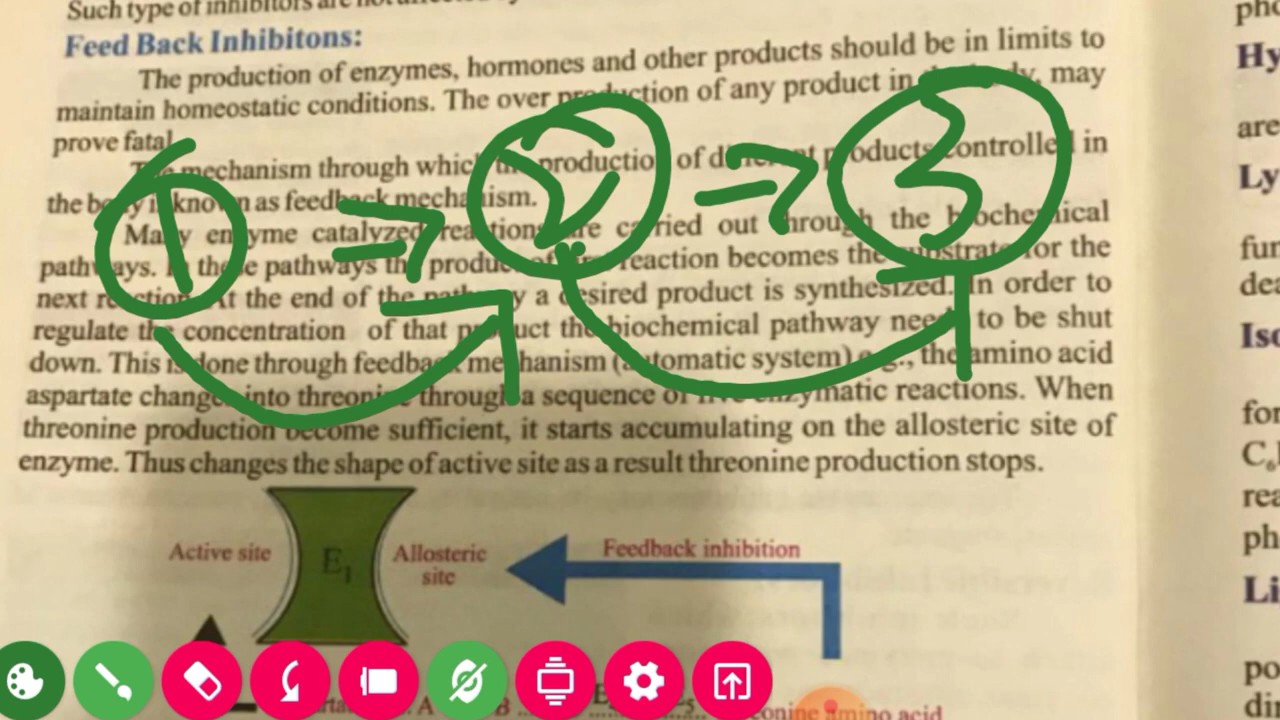 Such type of inhibitors are not affected by
Feed Back Inhibitons:
The production of enzymes, hormones and other products should be in limits to
maintain homeostatic conditions. The over production of any product in the body, may
prove fatal
The mechanism through which the production of different products controlled in
the body is known as feedback mechanism.
Many enzyme catalyzed reactions are carried out through the biochemical
pathways. In these pathways the product of one reaction becomes the substrate for the
next reaction. At the end of the pathway a desired product is synthesized. In order to
regulate the concentration of that product the biochemical pathway need to be shut
down. This is done through feedback mechanism (automatic system) e.g., the amino acid
aspartate changes into threonine through a sequence of five enzymatic reactions. When
threonine production become sufficient, it starts accumulating on the allosteric site of
enzyme. Thus changes the shape of active site as a result threonine production stops.
1 => 2 => 3
Active site
E1
Allosteric
site
Feedback inhibition
A
B
amino acid
pho
Hy
are
Ly
fun
dea
Iso
for
C6
rea
ph
Li
po
din